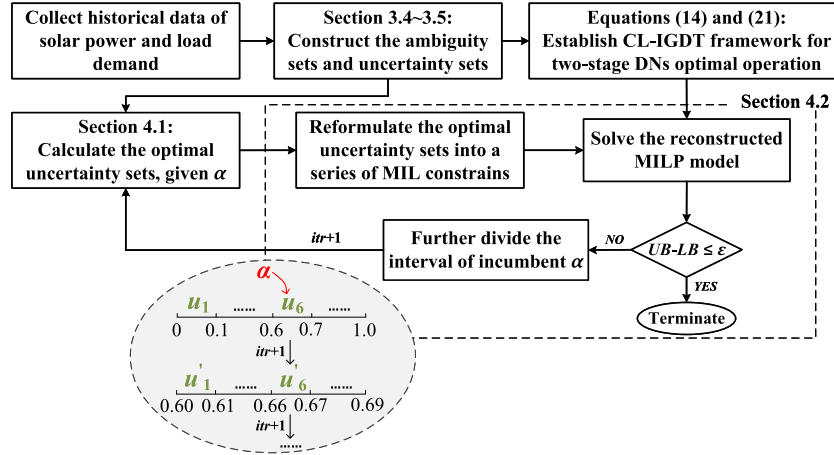 Collect historical data of
solar power and load
demand
Section 3.4~3.5:
Construct the ambiguity
sets and uncertainty sets
Equations (14) and (21):
Establish CL-IGDT framework for
two-stage DNs optimal operation
Section 4.2
Section 4.1:
Calculate the optimal
uncertainty sets, given α
Reformulate the optimal
uncertainty sets into a
series of MIL constrains
Solve the reconstructed
MILP model
itr+1
Further divide the
interval of incumbent α
NO
UB-LB ≤ ε
YES
Terminate
α
u1 ...... u6 ......
0 0.1 0.6 0.7 1.0
itr+1
u'1 ...... u'6 ......
0.60 0.61 0.66 0.67 0.69
itr+1
......